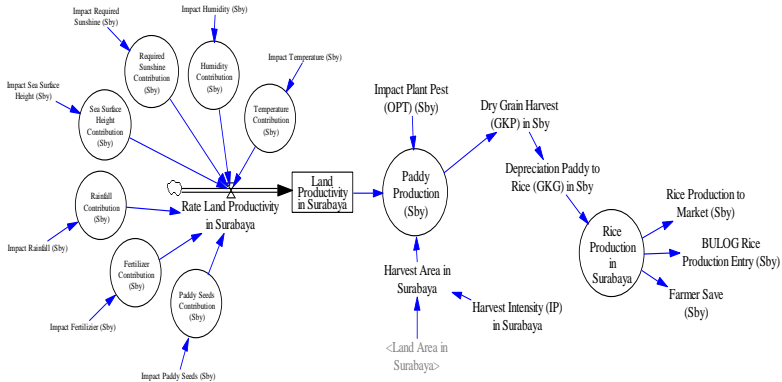 Impact Required
Sunshine (Sby)
Impact Humidity (Sby)
Required
Sunshine
Contribution
(Sby)
Humidity
Contribution
(Sby)
Impact Temperature (Sby)
Impact Sea Surface
Height (Sby)
Sea Surface
Height
Contribution
(Sby)
Temperature
Contribution
(Sby)
Impact Plant Pest
(OPT) (Sby)
Dry Grain Harvest
(GKP) in Sby
Depreciation Paddy to
Rice (GKG) in Sby
Land
Productivity
in Surabaya
Paddy
Production
(Sby)
Rainfall
Contribution
(Sby)
Rate Land Productivity
in Surabaya
Impact Rainfall (Sby)
Rice
Production
in
Surabaya
Rice Production to
Market (Sby)
BULOG Rice
Production Entry (Sby)
Farmer Save
(Sby)
Fertilizer
Contribution
(Sby)
Impact Fertilizier (Sby)
Paddy Seeds
Contribution
(Sby)
Impact Paddy Seeds (Sby)
Harvest Area in
Surabaya
Harvest Intensity (IP)
in Surabaya
<Land Area in
Surabaya>